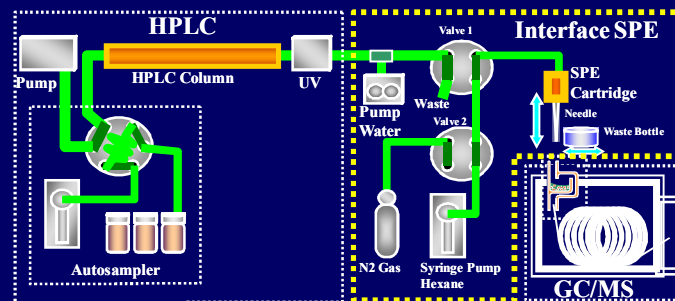 HPLC
Valve 1
Interface SPE
Pump
HPLC Column
UV
SPE
Cartridge
Pump
Water
Waste
Needle
Waste Bottle
Valve 2
Autosampler
N2 Gas
Syringe Pump
Hexane
GC/MS